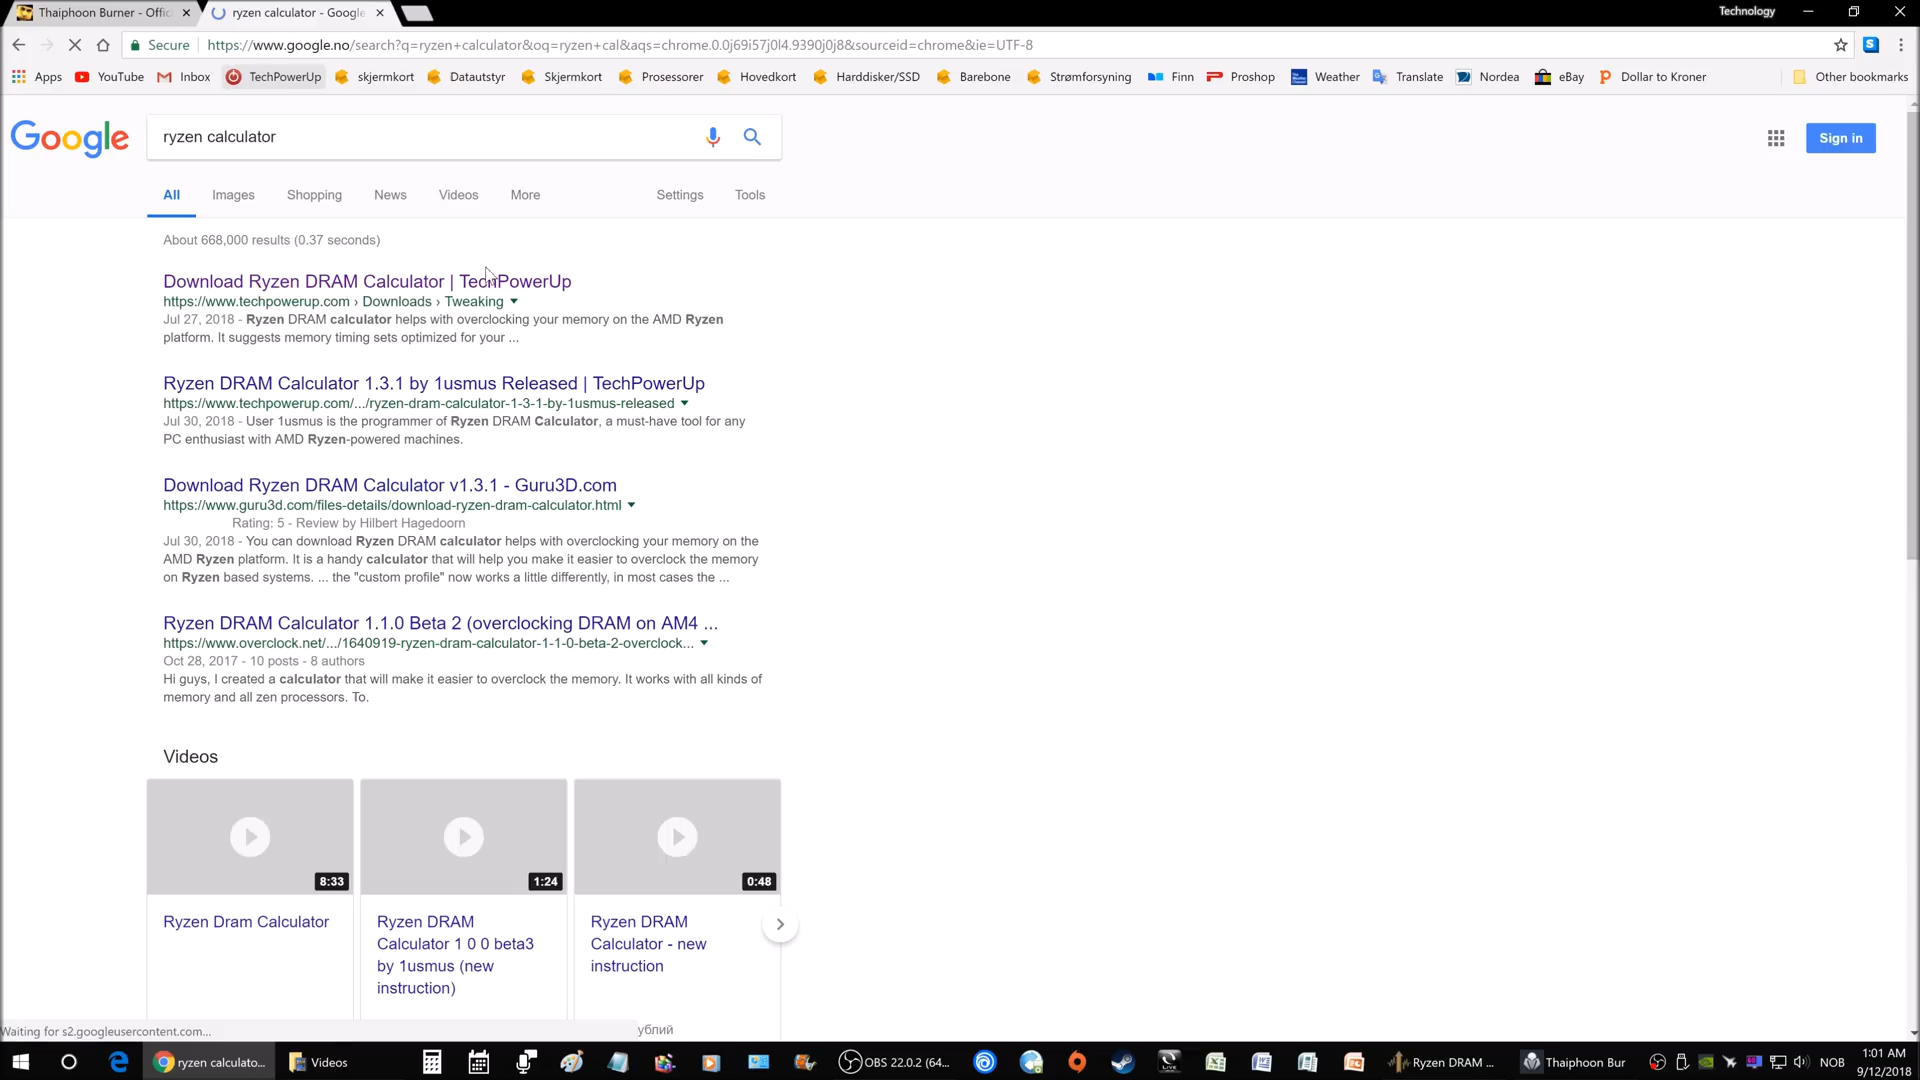 Thaiphoon Burner - Offic
ryzen calculator - Google
Technology
Secure
https://www.google.no/search?q=ryzen+calculator&oq=ryzen+cal&aqs=chrome.0.0j69i57j0l4.9390j0j8&sourceid=chrome&ie=UTF-8
Apps YouTube Inbox TechPowerUp skjermkort Datautstyr Skjermkort Prosessorer Hovedkort Harddisker/SSD Barebone Strømforsyning Finn Proshop Weather Translate Nordea eBay Dollar to Kroner Other bookmarks
Google
ryzen calculator
Sign in
All Images Shopping News Videos More Settings Tools
About 668,000 results (0.37 seconds)
Download Ryzen DRAM Calculator | TechPowerUp
https://www.techpowerup.com › Downloads › Tweaking
Jul 27, 2018 - Ryzen DRAM calculator helps with overclocking your memory on the AMD Ryzen
platform. It suggests memory timing sets optimized for your ...
Ryzen DRAM Calculator 1.3.1 by 1usmus Released | TechPowerUp
https://www.techpowerup.com/.../ryzen-dram-calculator-1-3-1-by-1usmus-released
Jul 30, 2018 - User 1usmus is the programmer of Ryzen DRAM Calculator, a must-have tool for any
PC enthusiast with AMD Ryzen-powered machines.
Download Ryzen DRAM Calculator v1.3.1 - Guru3D.com
https://www.guru3d.com/files-details/download-ryzen-dram-calculator.html
Rating: 5 - Review by Hilbert Hagedoorn
Jul 30, 2018 - You can download Ryzen DRAM calculator helps with overclocking your memory on the
AMD Ryzen platform. It is a handy calculator that will help you make it easier to overclock the memory
on Ryzen based systems. ... the "custom profile" now works a little differently, in most cases the ...
Ryzen DRAM Calculator 1.1.0 Beta 2 (overclocking DRAM on AM4 ...
https://www.overclock.net/.../1640919-ryzen-dram-calculator-1-1-0-beta-2-overclock...
Oct 28, 2017 - 10 posts - 8 authors
Hi guys, I created a calculator that will make it easier to overclock the memory. It works with all kinds of
memory and all zen processors. To.
Videos
8:33 1:24 0:48
Ryzen Dram Calculator
Ryzen DRAM
Calculator 1 0 0 beta3
by 1usmus (new
instruction)
Ryzen DRAM
Calculator - new
instruction
ублий
Waiting for s2.googleusercontent.com...
ryzen calculato... Videos OBS 22.0.2 (64... LIVE Ryzen DRAM ... Thaiphoon Bur NOB
1:01 AM
9/12/2018